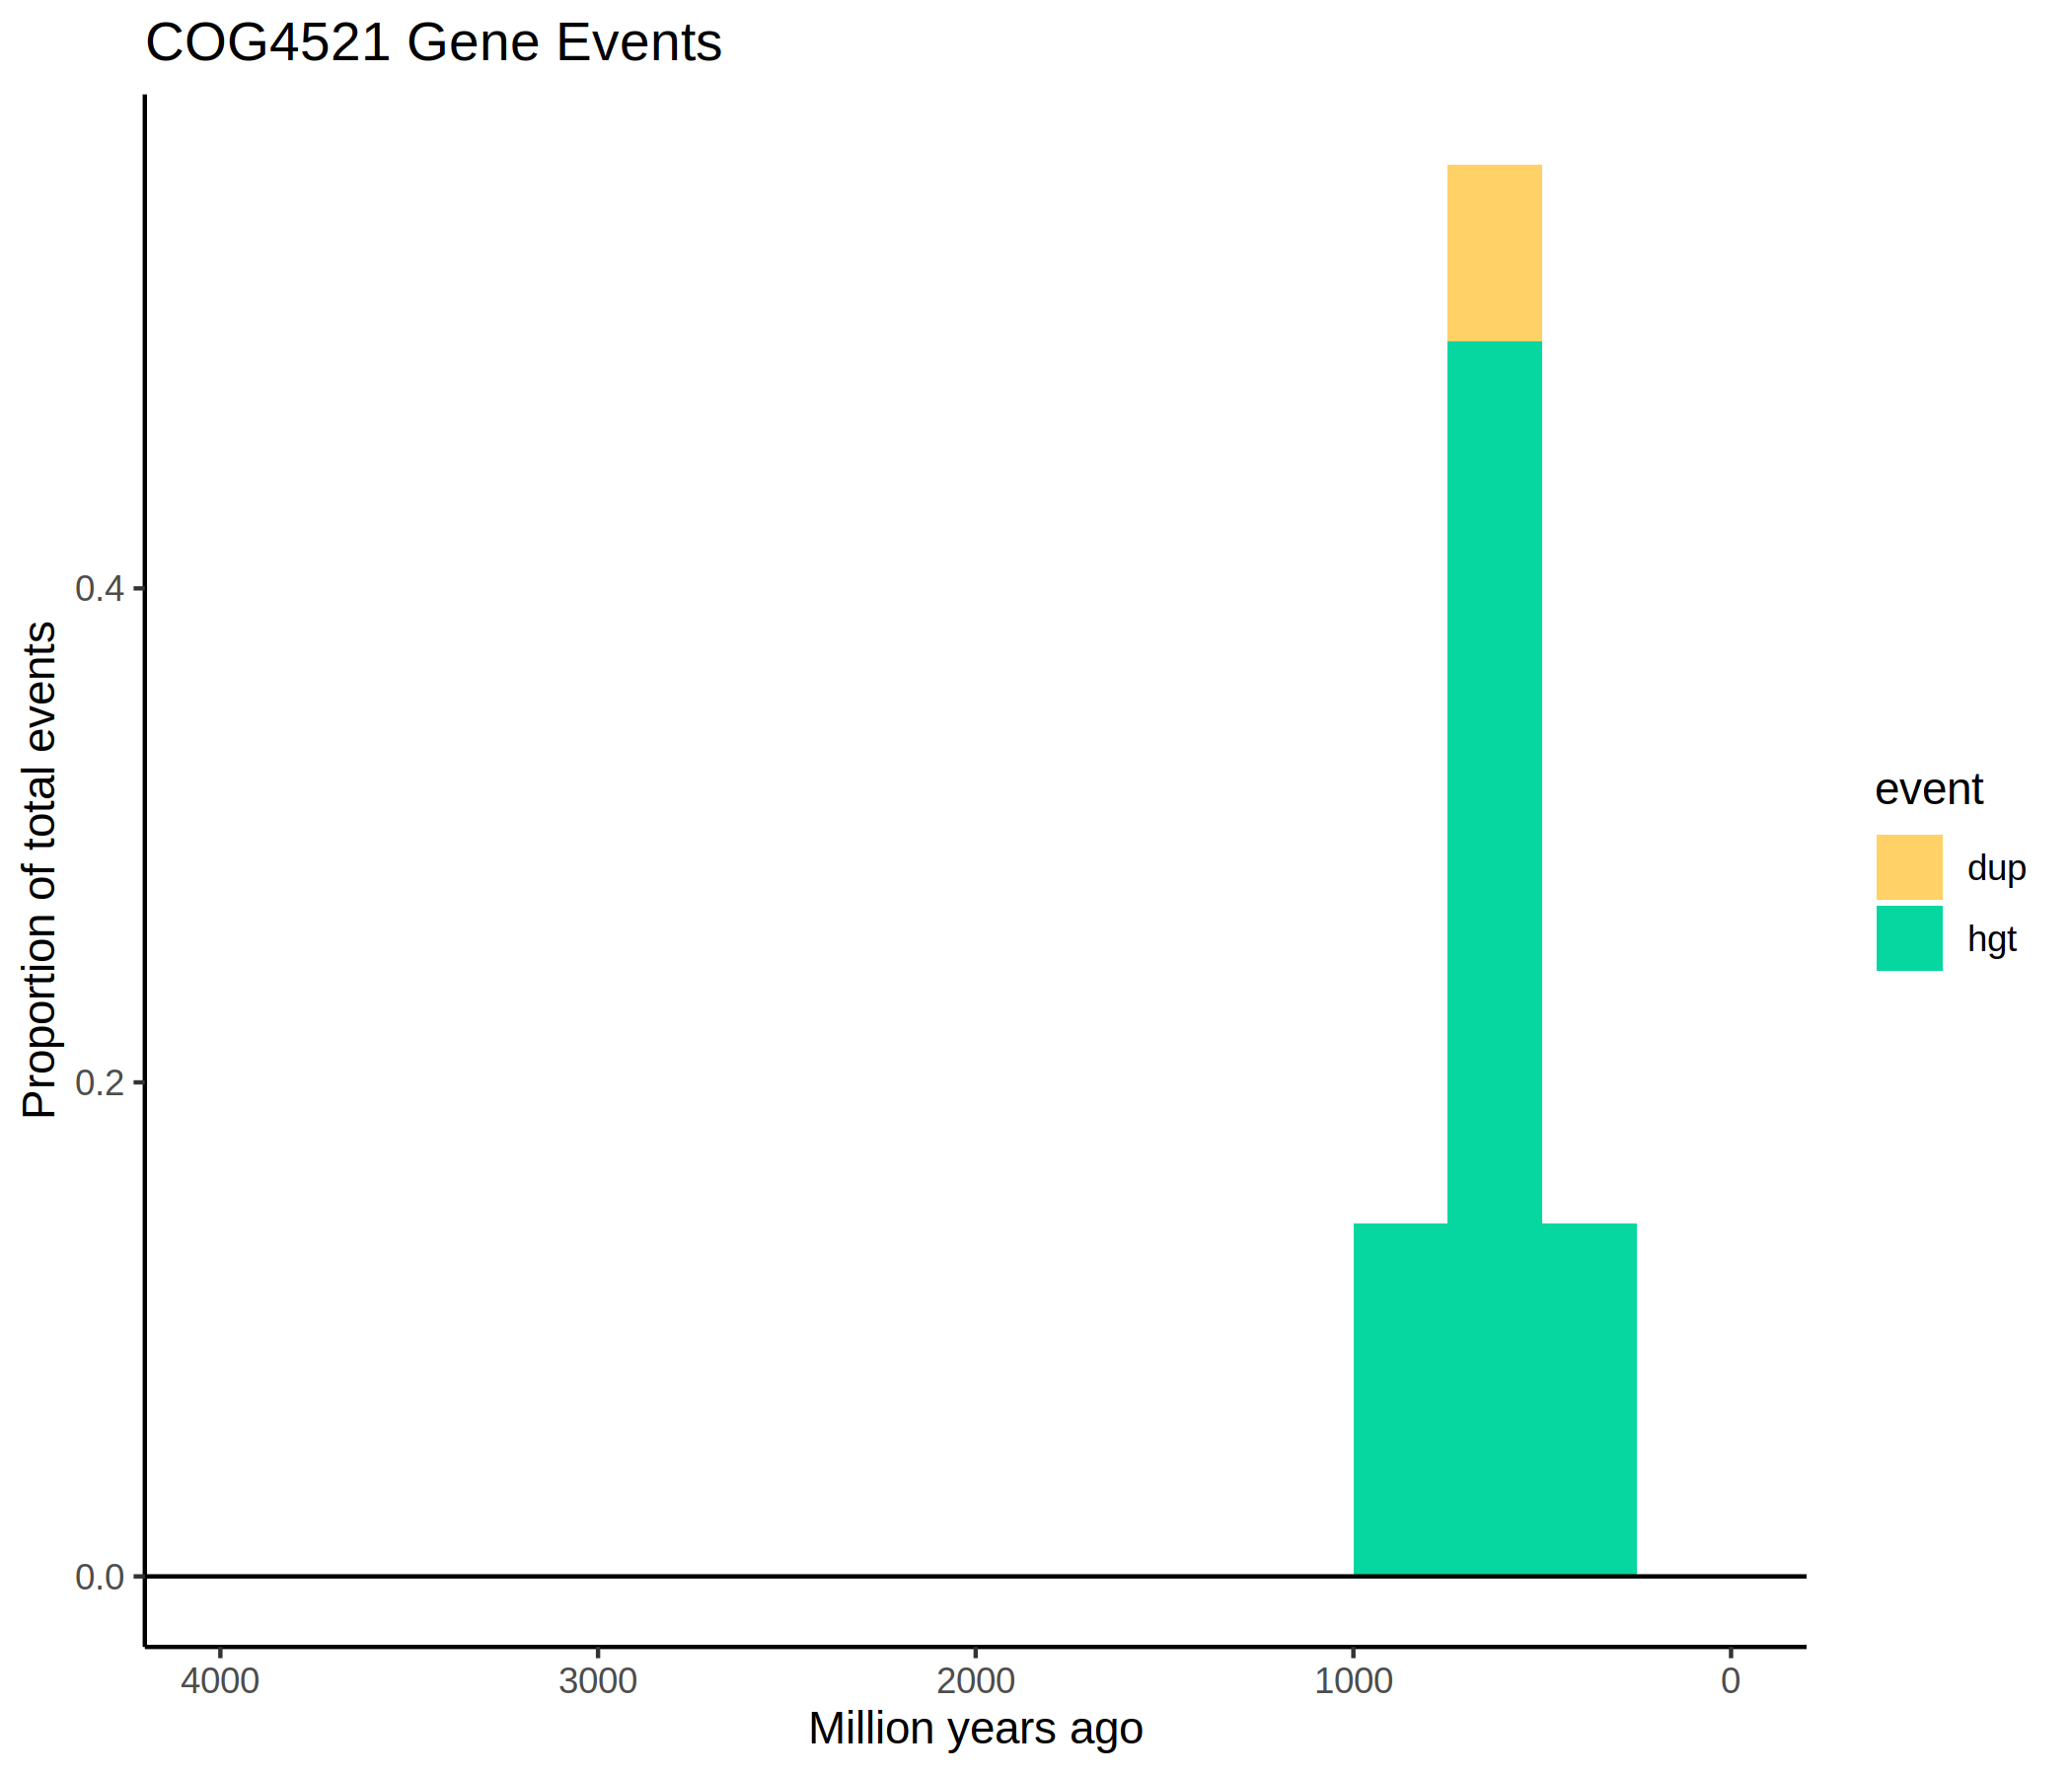 COG4521 Gene Events
Proportion of total events
0.4
0.2
0.0
4000 3000 2000 1000 0
Million years ago
event
dup
hgt